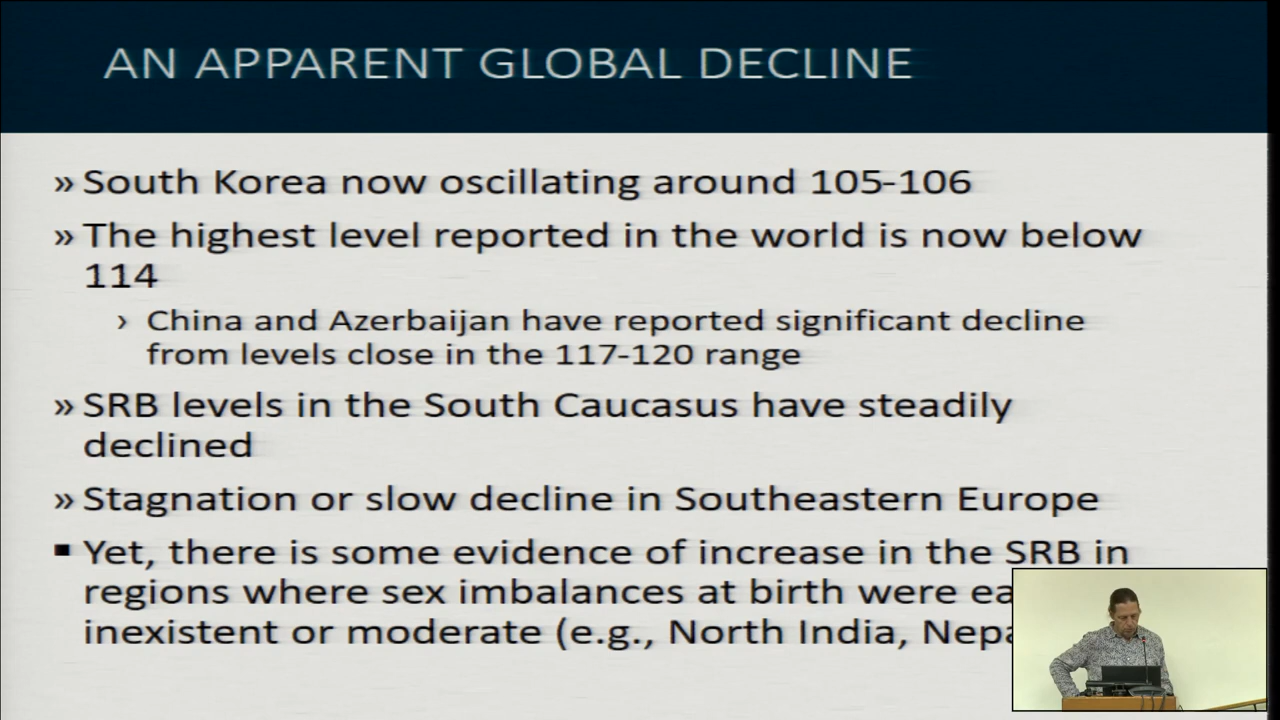 AN APPARENT GLOBAL DECLINE
» South Korea now oscillating around 105-106
» The highest level reported in the world is now below
114
› China and Azerbaijan have reported significant decline
from levels close in the 117-120 range
» SRB levels in the South Caucasus have steadily
declined
» Stagnation or slow decline in Southeastern Europe
▪ Yet, there is some evidence of increase in the SRB in
regions where sex imbalances at birth were
inexistent or moderate (e.g., North India,